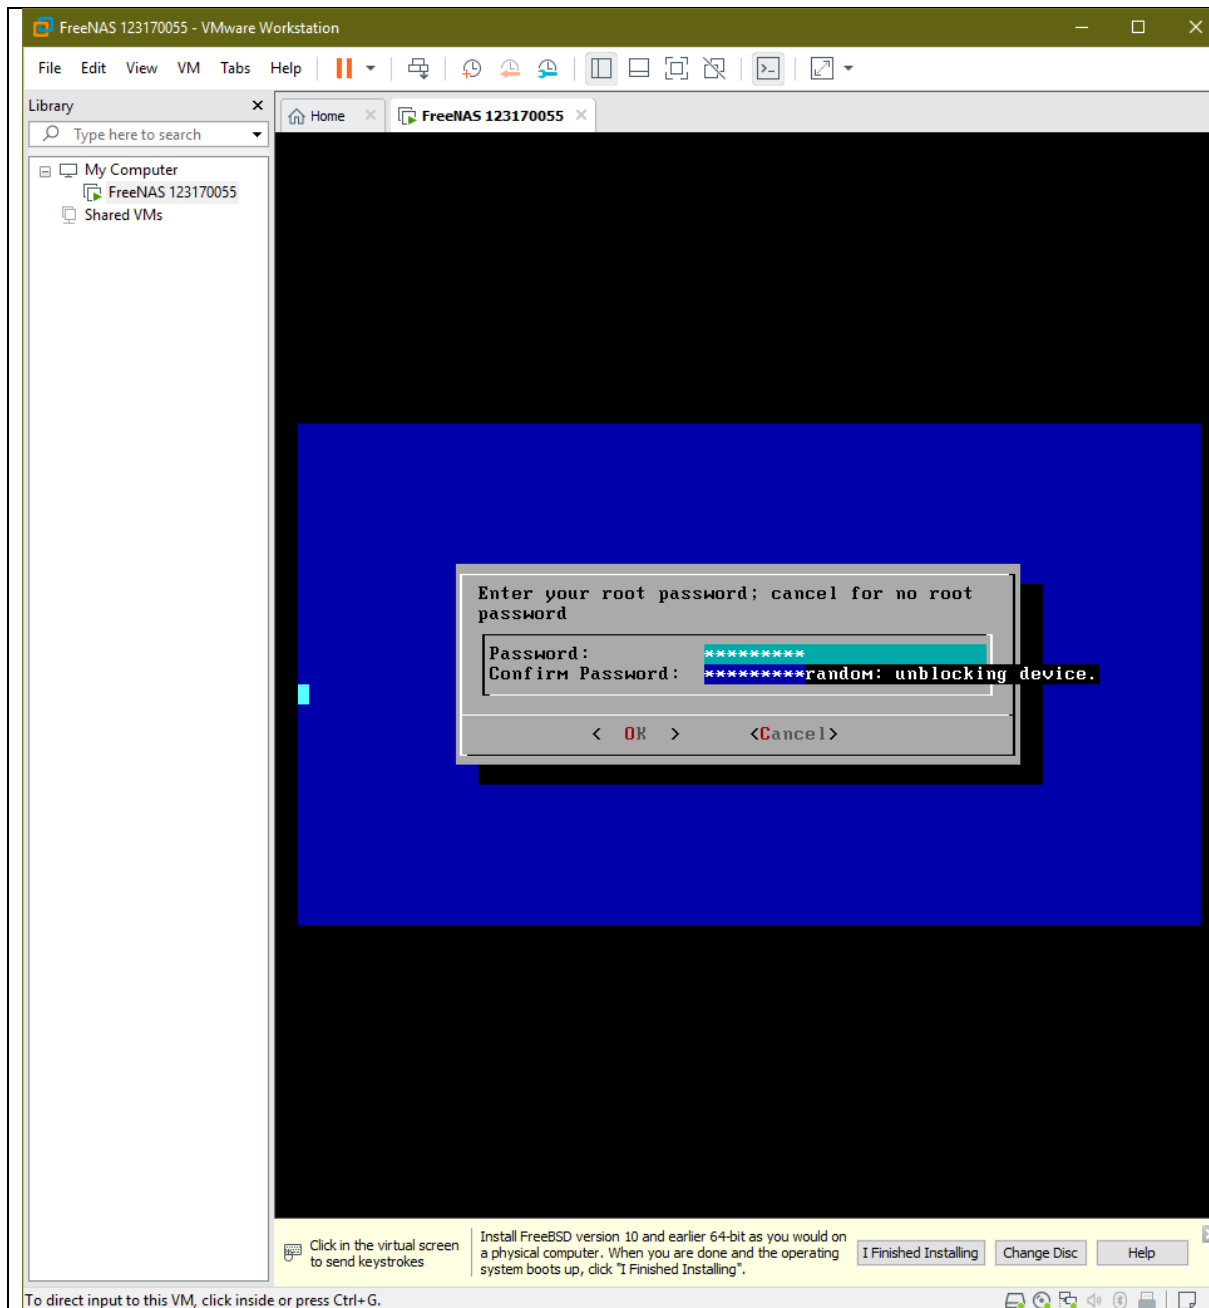 FreeNAS 123170055 - VMware Workstation
File Edit View VM Tabs Help
Library
Type here to search
My Computer
FreeNAS 123170055
Shared VMs
Home
FreeNAS 123170055
Enter your root password; cancel for no root
password
Password: *********
Confirm Password: *********random: unblocking device.
< OK > <Cancel>
Click in the virtual screen
to send keystrokes
Install FreeBSD version 10 and earlier 64-bit as you would on
a physical computer. When you are done and the operating
system boots up, click "I Finished Installing".
I Finished Installing
Change Disc
Help
To direct input to this VM, click inside or press Ctrl+G.